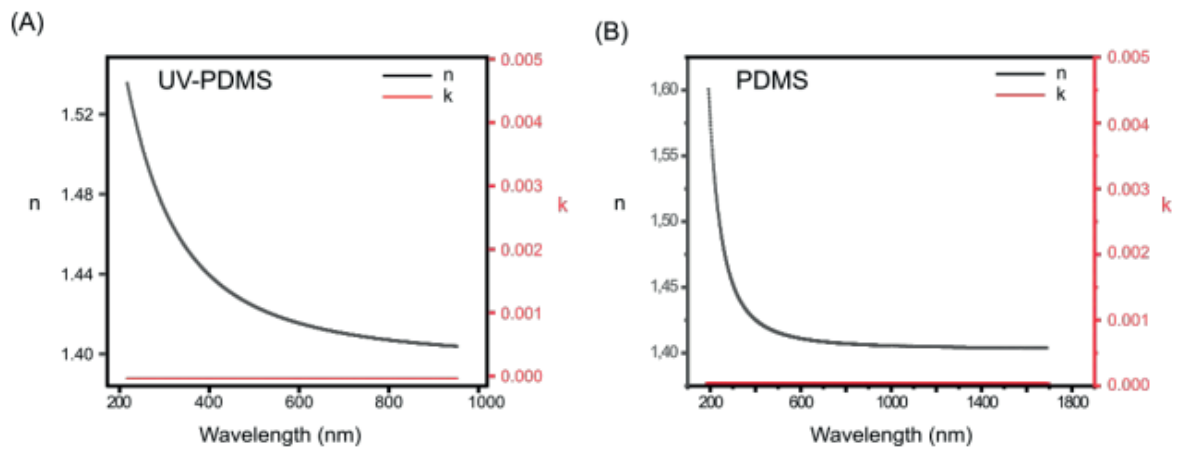 (A)
UV-PDMS
n
k
1.52
1.48
1.44
1.40
n
0.005
0.004
0.003
0.002
0.001
0.000
k
200
400
600
800
1000
Wavelength (nm)
(B)
PDMS
n
k
1,60
1,55
1,50
1,45
1,40
n
0.005
0.004
0.003
0.002
0.001
0.000
k
200
600
1000
1400
1800
Wavelength (nm)